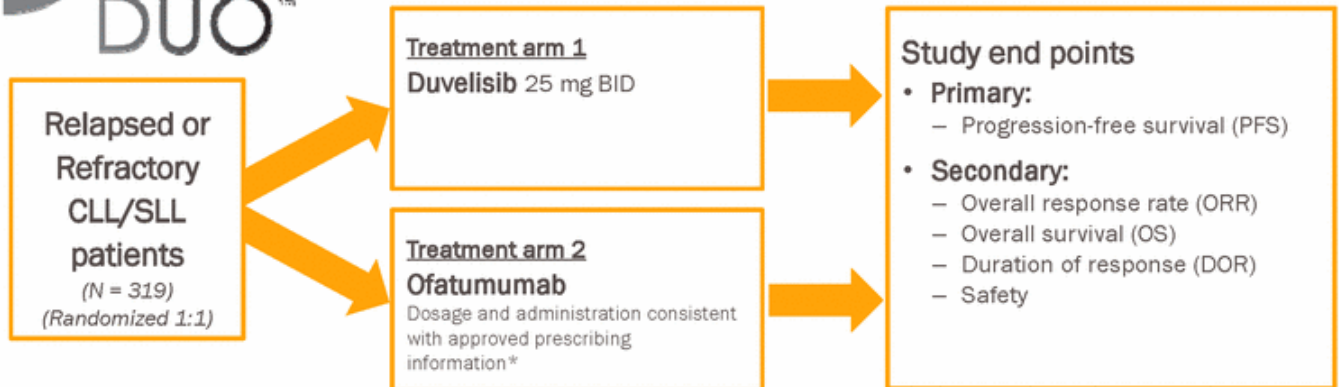 DUO™
Relapsed or
Refractory
CLL/SLL
patients
(N = 319)
(Randomized 1:1)
Treatment arm 1
Duvelisib 25 mg BID
Treatment arm 2
Ofatumumab
Dosage and administration consistent
with approved prescribing
information*
Study end points
• Primary:
– Progression-free survival (PFS)
• Secondary:
– Overall response rate (ORR)
– Overall survival (OS)
– Duration of response (DOR)
– Safety